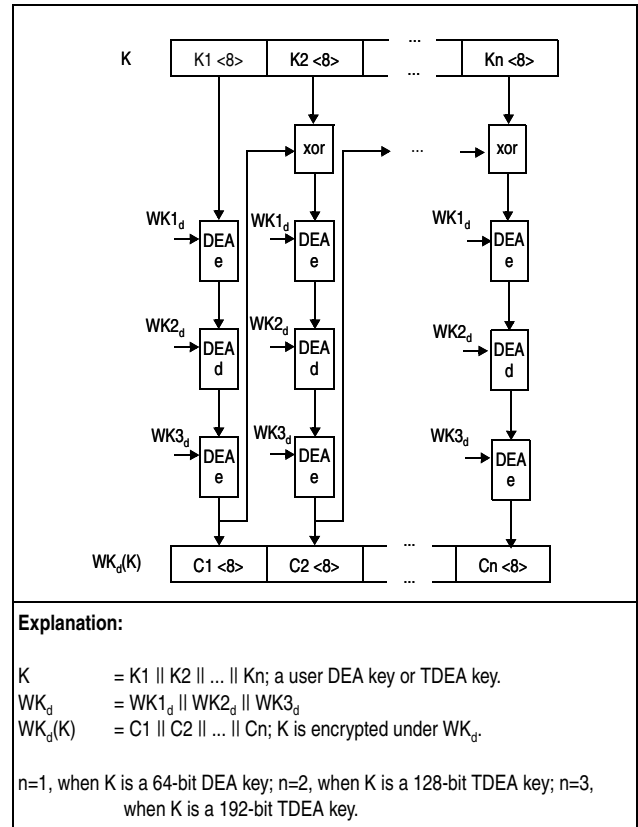 ...
K K1 <8> K2 <8> Kn <8>
...
xor ... xor
WK1d WK1d WK1d
DEA DEA DEA
e e e
WK2d WK2d WK2d
DEA DEA DEA
d d d
WK3d WK3d WK3d
DEA DEA DEA
e e e
...
WKd(K) C1 <8> C2 <8> Cn <8>
...
Explanation:
K = K1 || K2 || ... || Kn; a user DEA key or TDEA key.
WKd = WK1d || WK2d || WK3d
WKd(K) = C1 || C2 || ... || Cn; K is encrypted under WKd.
n=1, when K is a 64-bit DEA key; n=2, when K is a 128-bit TDEA key; n=3,
when K is a 192-bit TDEA key.